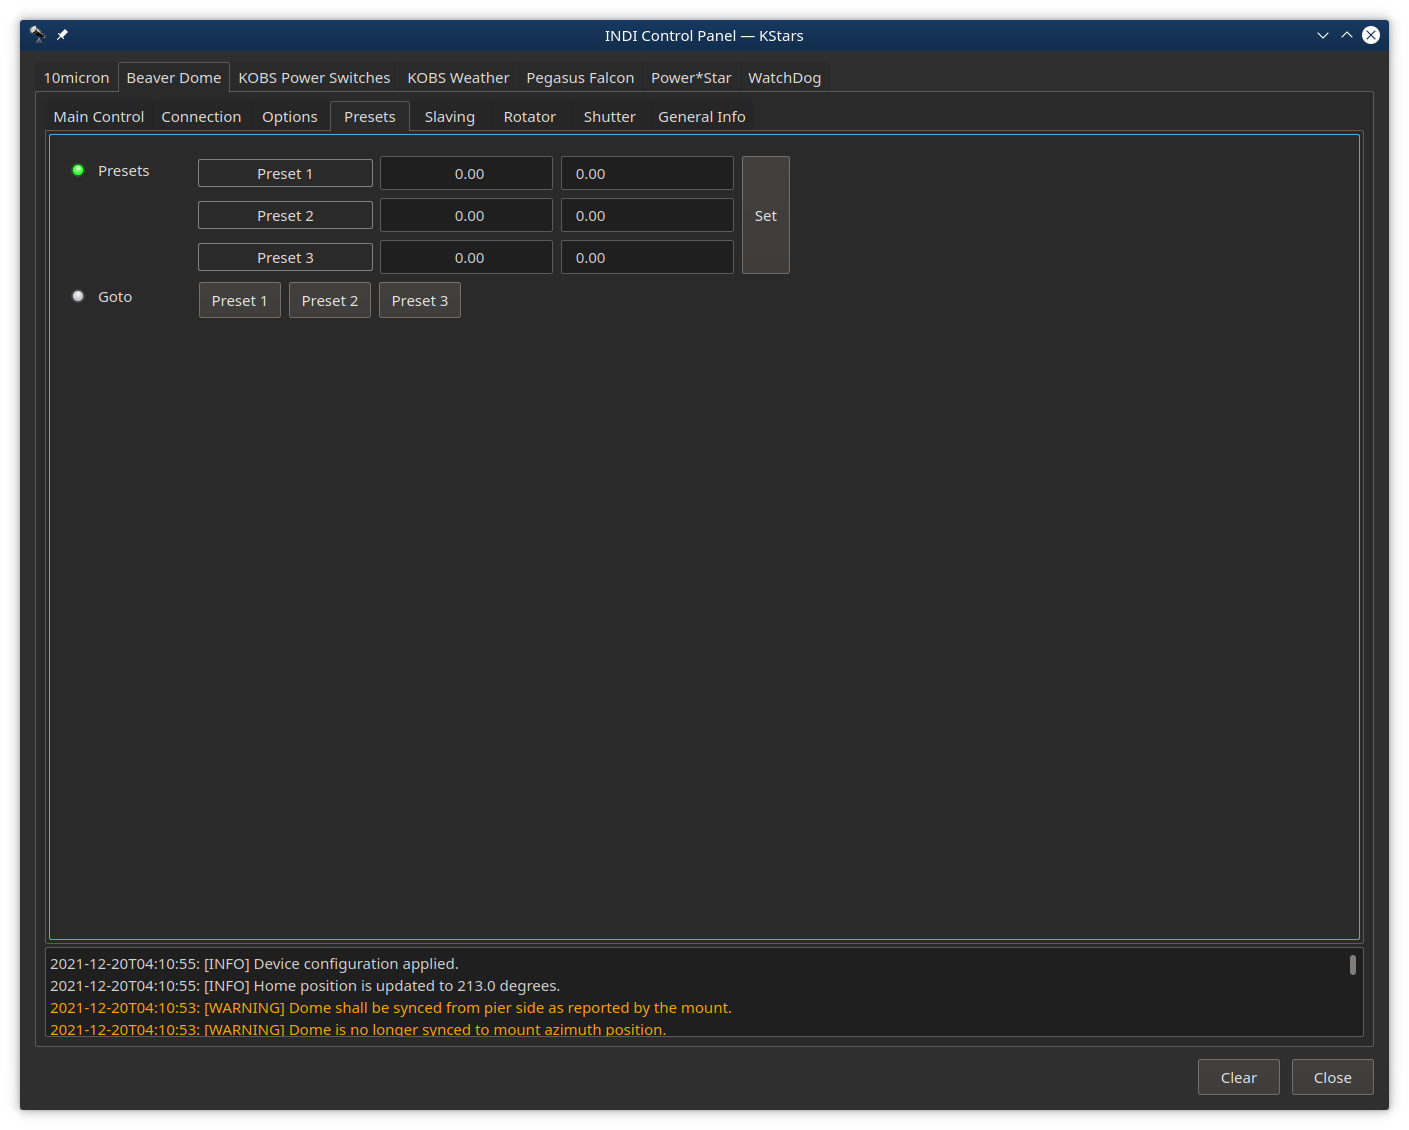 INDI Control Panel — KStars
10micron Beaver Dome KOBS Power Switches KOBS Weather Pegasus Falcon Power*Star WatchDog
Main Control Connection Options Presets Slaving Rotator Shutter General Info
Presets Preset 1 0.00 0.00
Preset 2 0.00 0.00 Set
Preset 3 0.00 0.00
Goto Preset 1 Preset 2 Preset 3
2021-12-20T04:10:55: [INFO] Device configuration applied.
2021-12-20T04:10:55: [INFO] Home position is updated to 213.0 degrees.
2021-12-20T04:10:53: [WARNING] Dome shall be synced from pier side as reported by the mount.
2021-12-20T04:10:53: [WARNING] Dome is no longer synced to mount azimuth position.
Clear Close